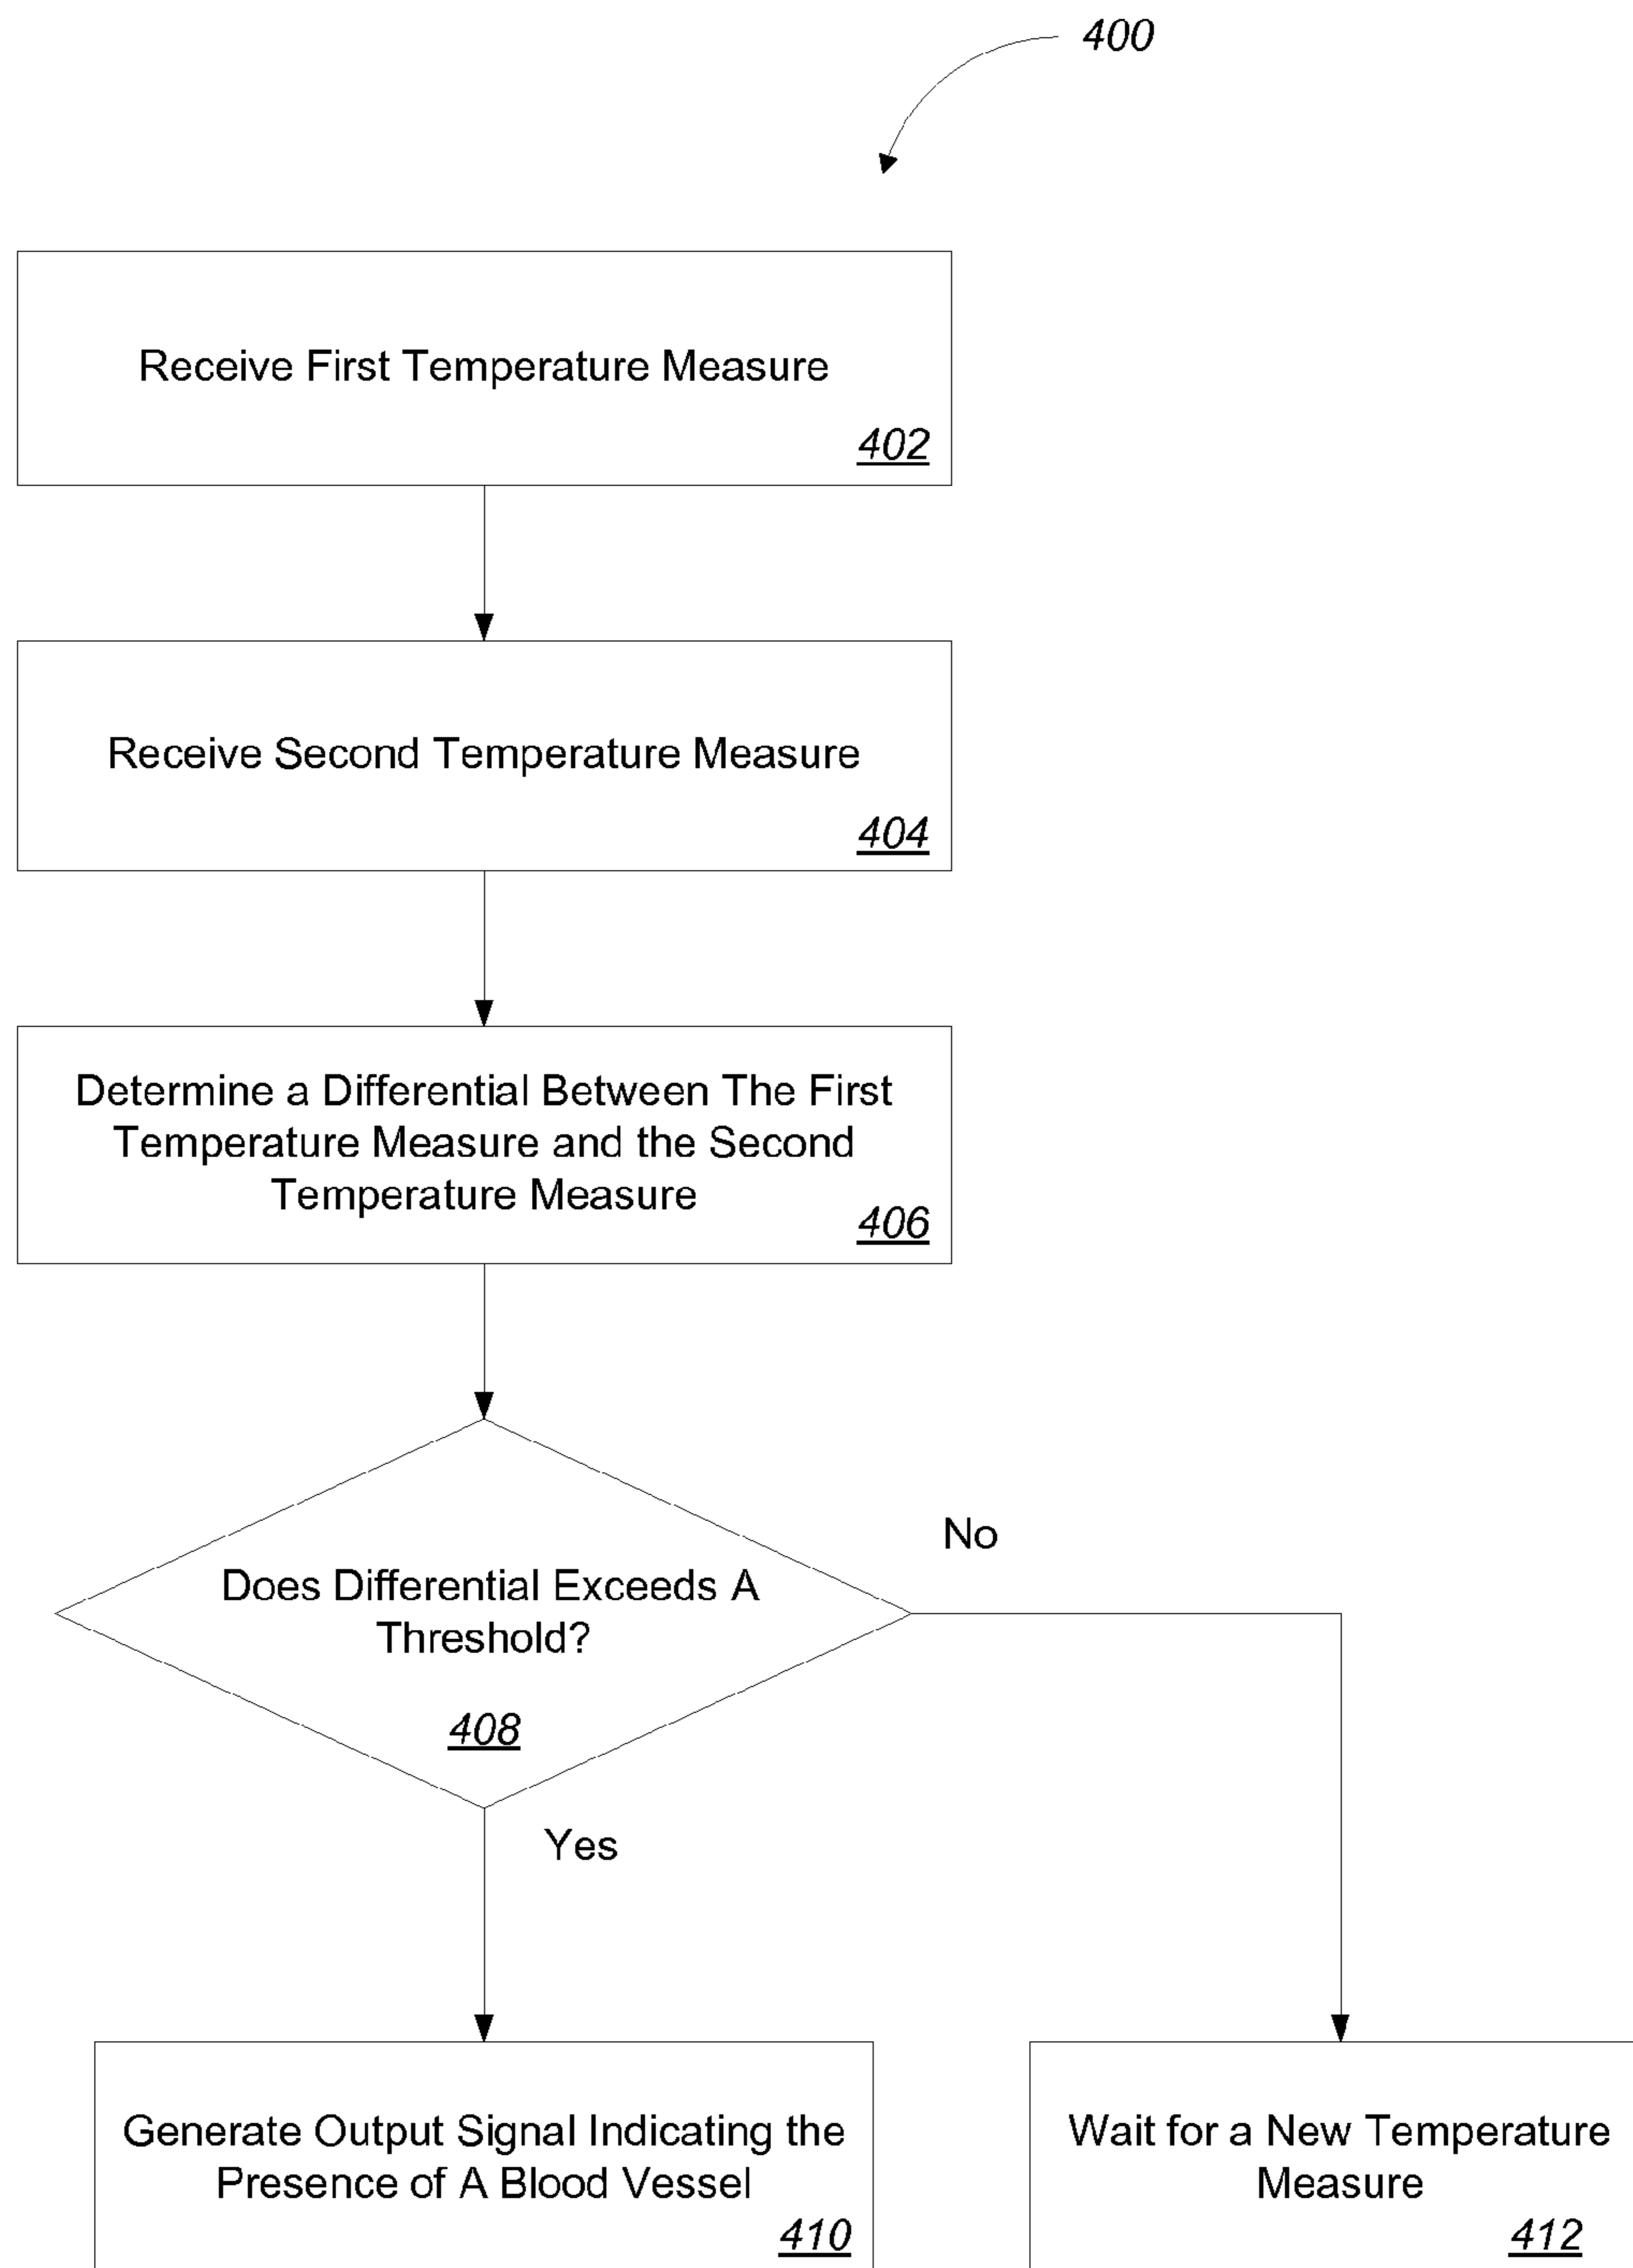 400
Receive First Temperature Measure
402
Receive Second Temperature Measure
404
Determine a Differential Between The First
Temperature Measure and the Second
Temperature Measure
406
No
Does Differential Exceeds A
Threshold?
408
Yes
Generate Output Signal Indicating the
Presence of A Blood Vessel
410
Wait for a New Temperature
Measure
412